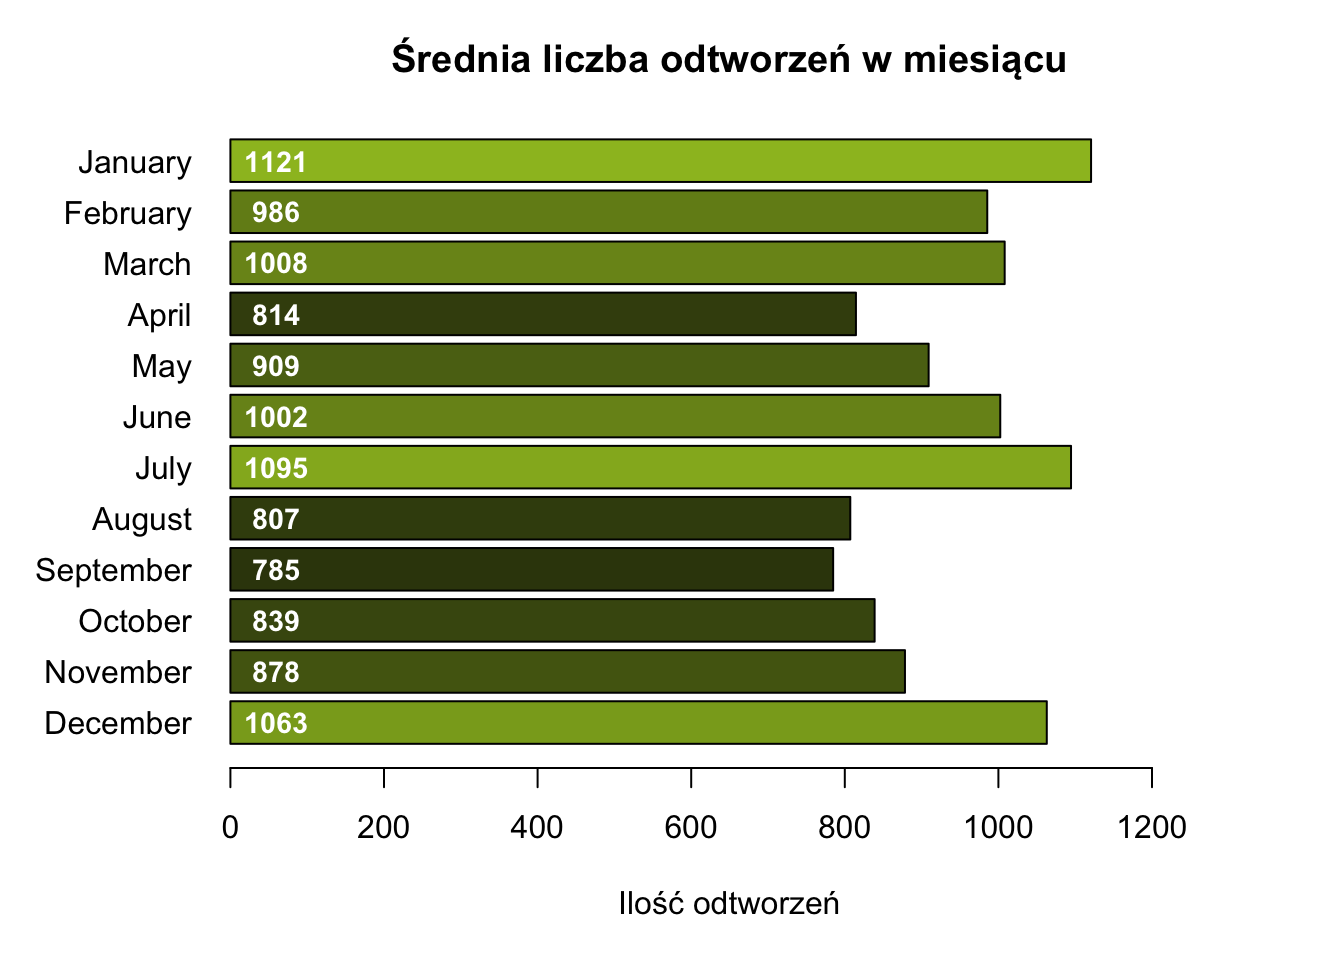 Średnia liczba odtworzeń w miesiącu
January 1121
February 986
March 1008
April 814
May 909
June 1002
July 1095
August 807
September 785
October 839
November 878
December 1063
0 200 400 600 800 1000 1200
Ilość odtworzeń